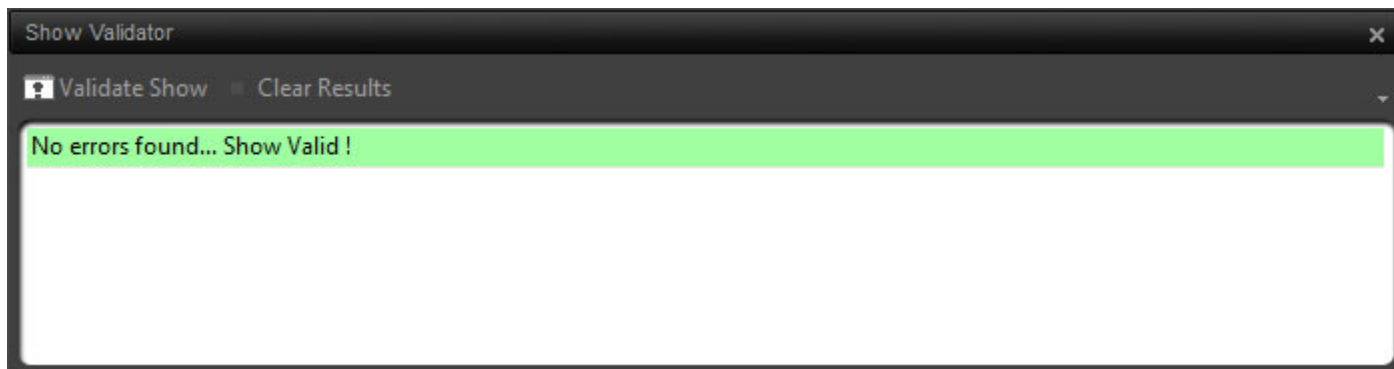 Show Validator
Validate Show Clear Results
No errors found... Show Valid !